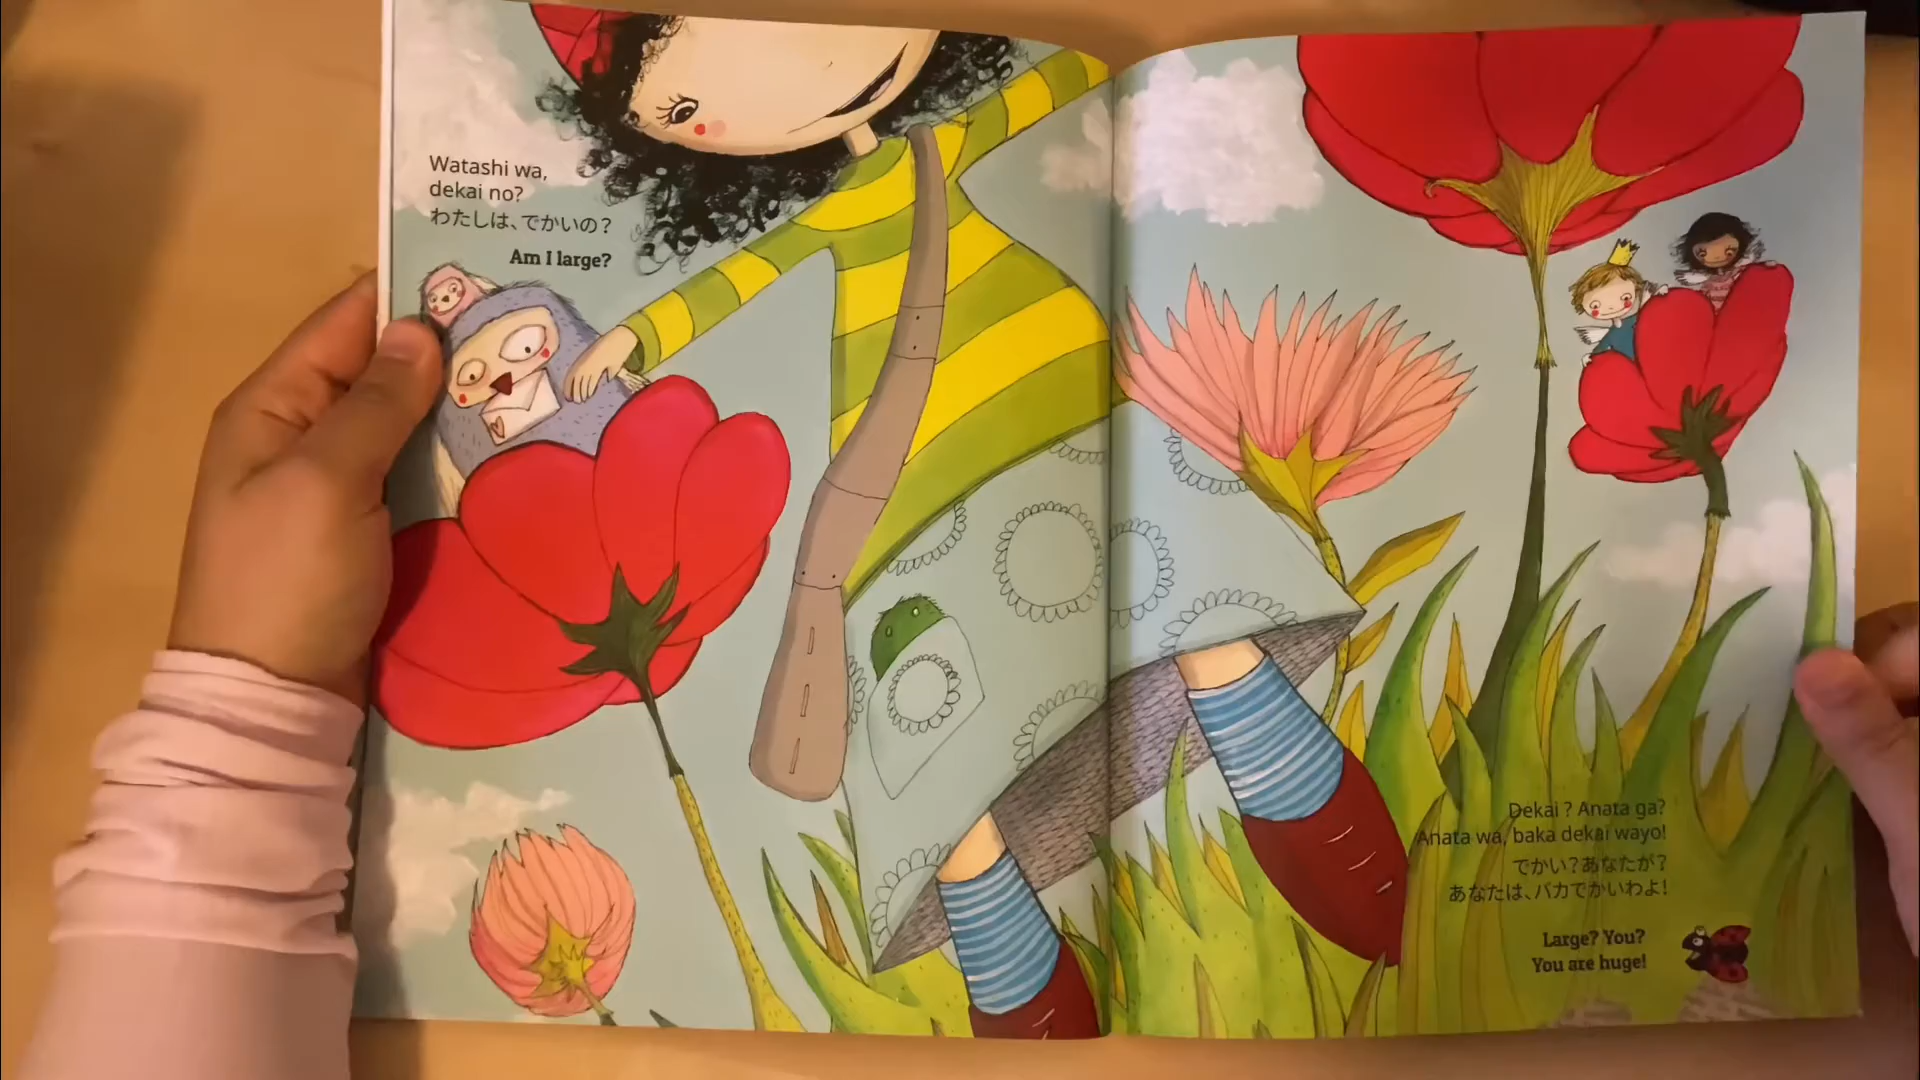 Watashi wa,
dekai no?
わたしは、でかいの？
Am I large?
Dekai ? Anata ga?
Anata wa, baka dekai wayo!
でかい？あなたが？
あなたは、バカでかいわよ！
Large? You?
You are huge!